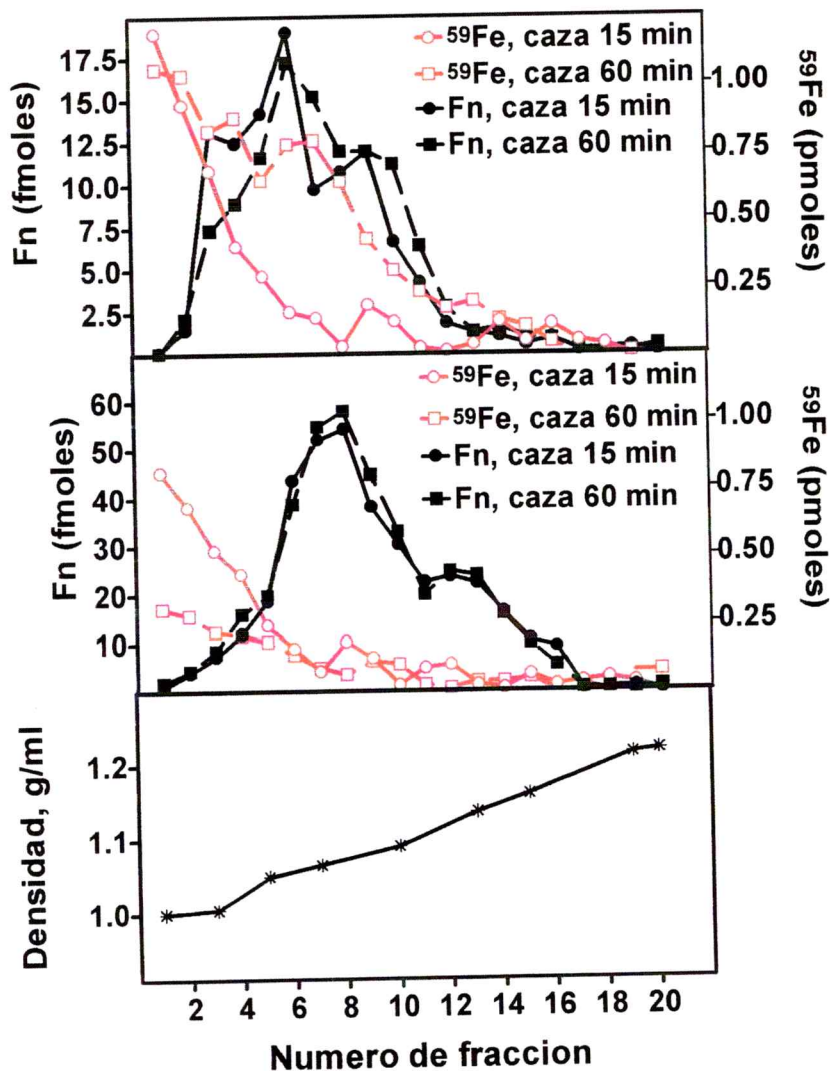 17.5
15.0
12.5
10.0
7.5
5.0
2.5
Fn (fmoles)
⁵⁹Fe, caza 15 min
⁵⁹Fe, caza 60 min
Fn, caza 15 min
Fn, caza 60 min
1.00
0.75
0.50
0.25
⁵⁹Fe (pmoles)
60
50
40
30
20
10
Fn (fmoles)
⁵⁹Fe, caza 15 min
⁵⁹Fe, caza 60 min
Fn, caza 15 min
Fn, caza 60 min
1.00
0.75
0.50
0.25
⁵⁹Fe (pmoles)
1.2
1.1
1.0
Densidad, g/ml
2 4 6 8 10 12 14 16 18 20
Numero de fraccion